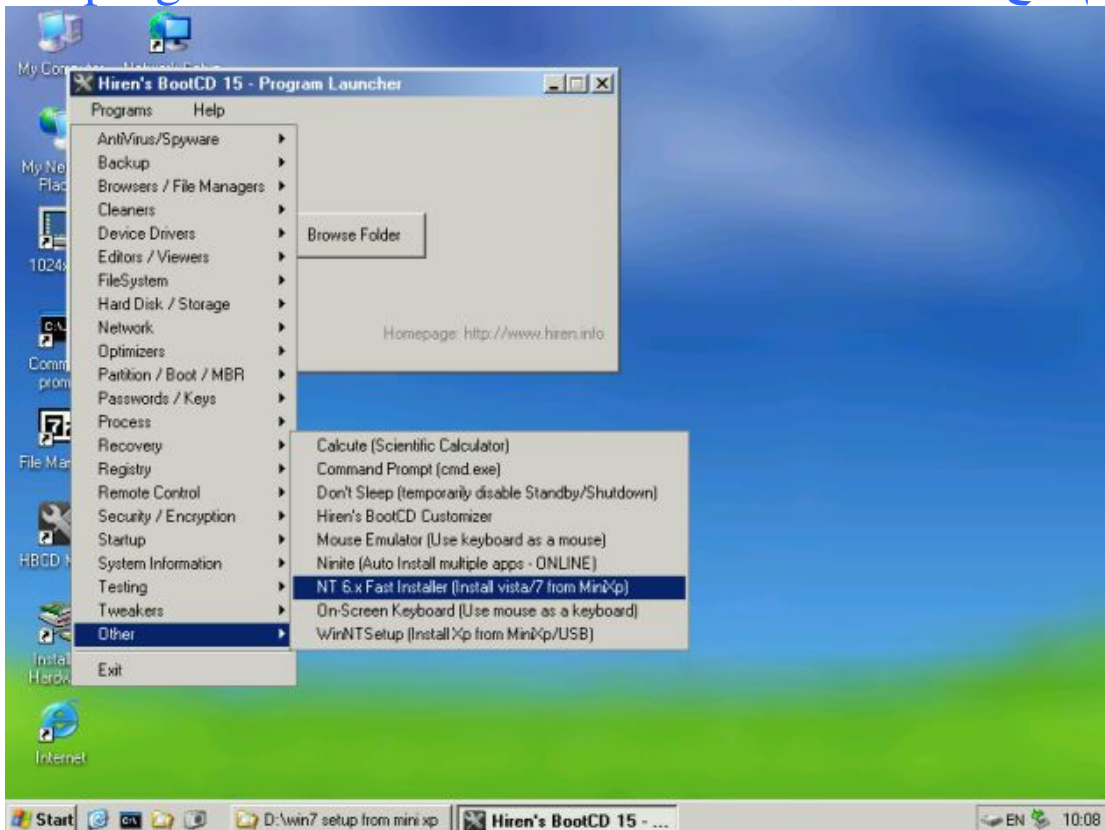 My Com
Hiren's BootCD 15 - Program Launcher
Programs Help
AntiVirus/Spyware
Backup
Browsers / File Managers
Cleaners
Device Drivers
Editors / Viewers
FileSystem
Hard Disk / Storage
Network
Optimizers
Partition / Boot / MBR
Passwords / Keys
Process
Recovery
Registry
Remote Control
Security / Encryption
Startup
System Information
Testing
Tweakers
Other
Exit
Browse Folder
Homepage: http://www.hiren.info
Calcute (Scientific Calculator)
Command Prompt (cmd.exe)
Don't Sleep (temporarily disable Standby/Shutdown)
Hiren's BootCD Customizer
Mouse Emulator (Use keyboard as a mouse)
Ninite (Auto Install multiple apps - ONLINE)
NT 6.x Fast Installer (Install vista/7 from MiniXp)
On-Screen Keyboard (Use mouse as a keyboard)
WinNTSetup (Install Xp from MiniXp/USB)
My Ne
Plac
1024x
Comm
prom
File Mar
HBCD M
Instal
Hardw
Internet
Start D:\win7 setup from mini xp Hiren's BootCD 15 - ... EN 10:08